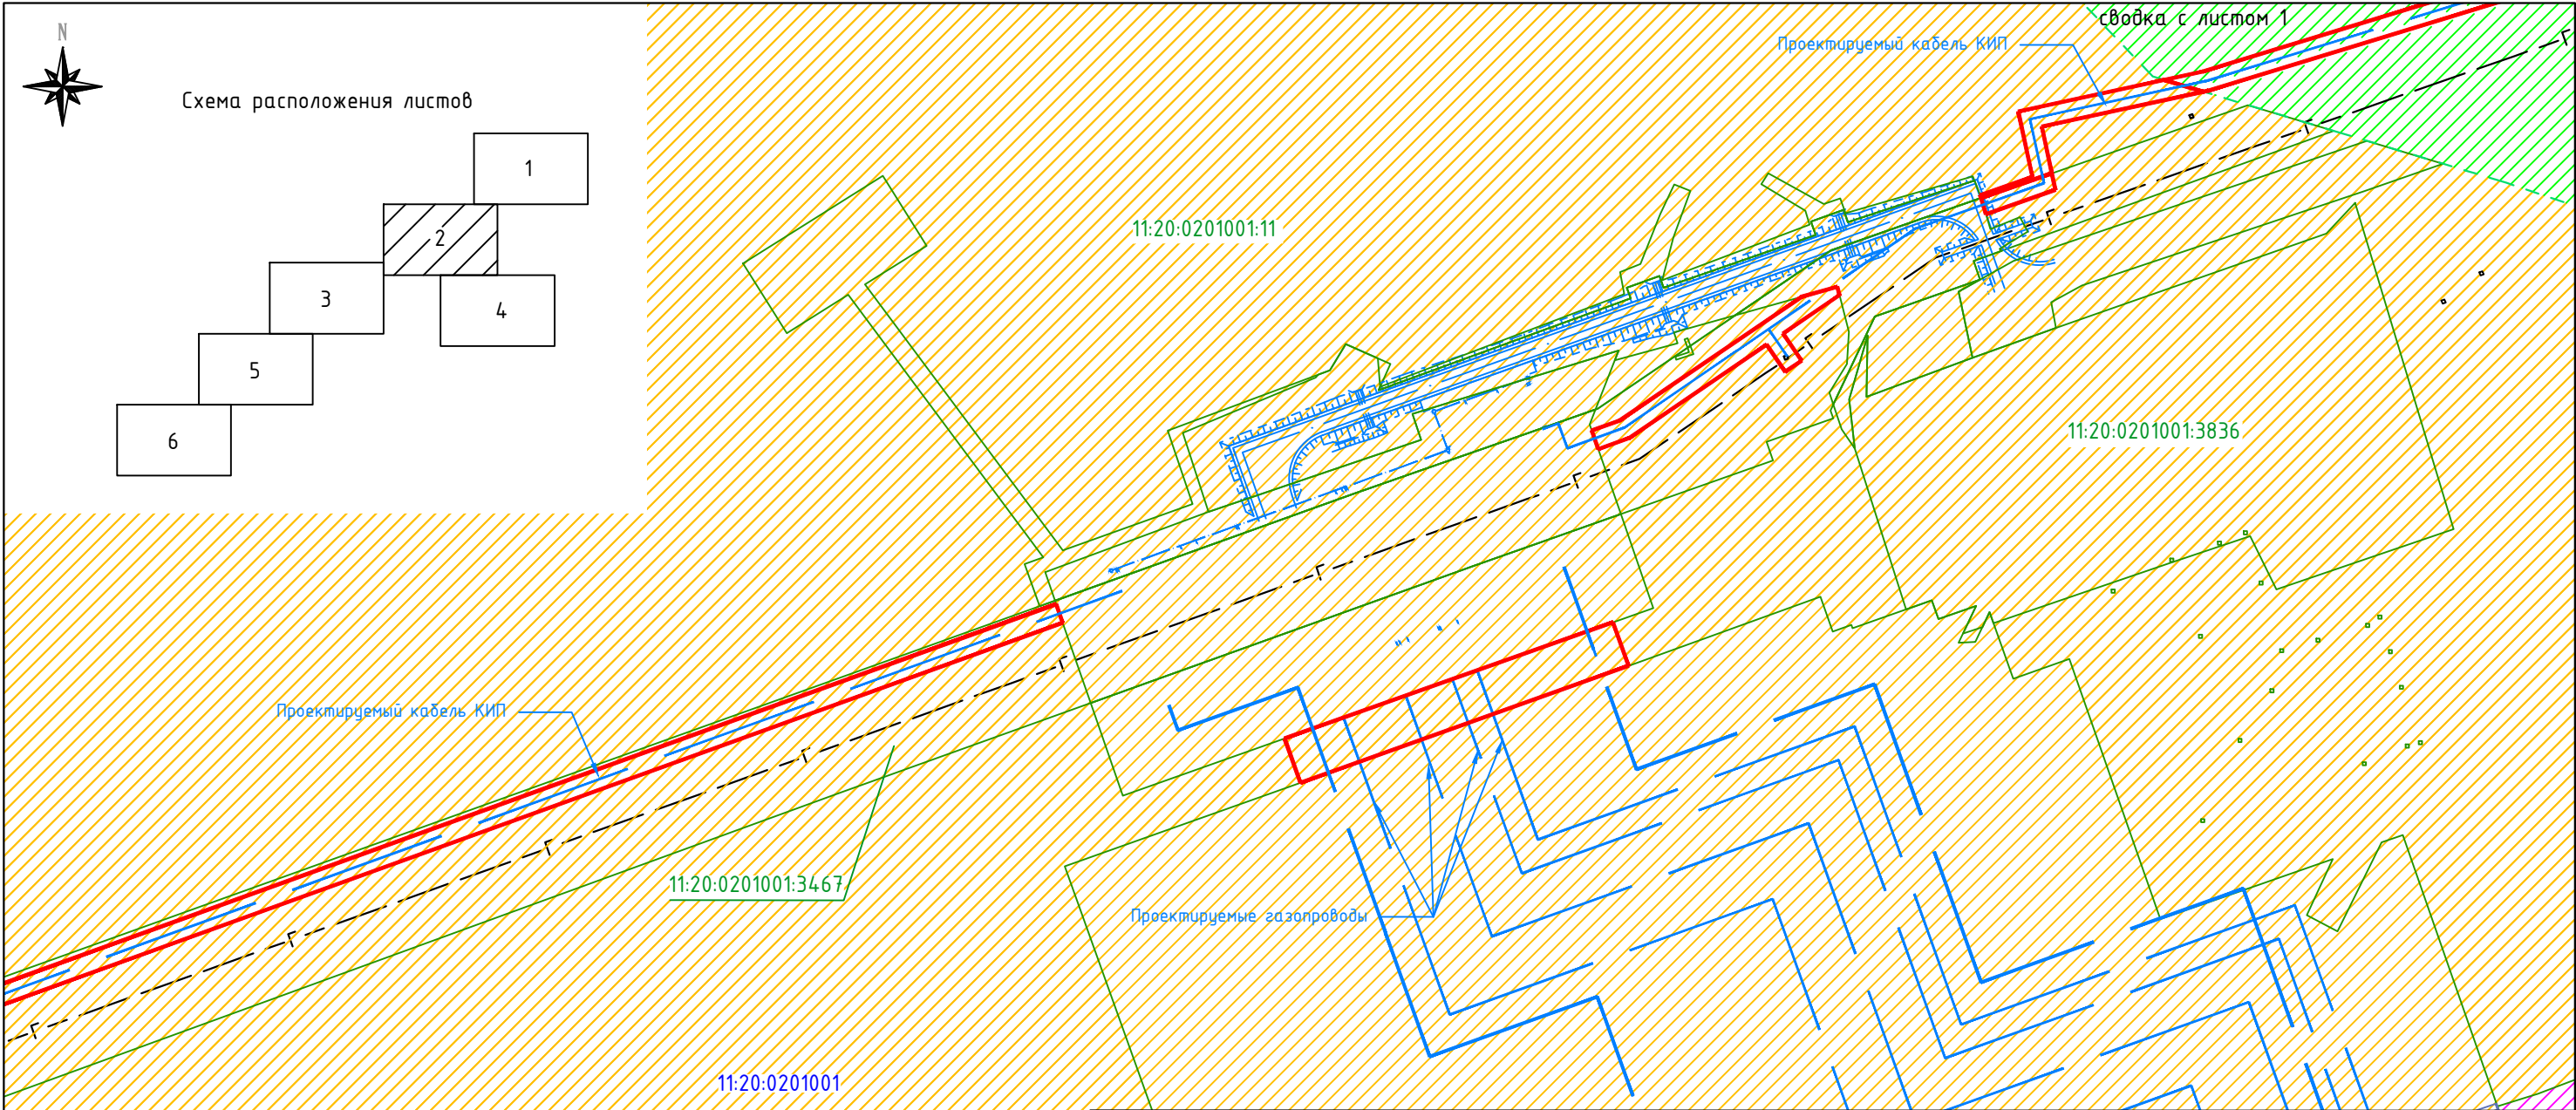 N
сводка с листом 1
Проектируемый кабель КИП
Схема расположения листов
1
2
3
4
5
6
11:20:0201001:11
11:20:0201001:3836
Г
Г
Г
Г
Г
Г
Г
Г
Г
Г
Г
Проектируемый кабель КИП
11:20:0201001:3467
Проектируемые газопроводы
11:20:0201001